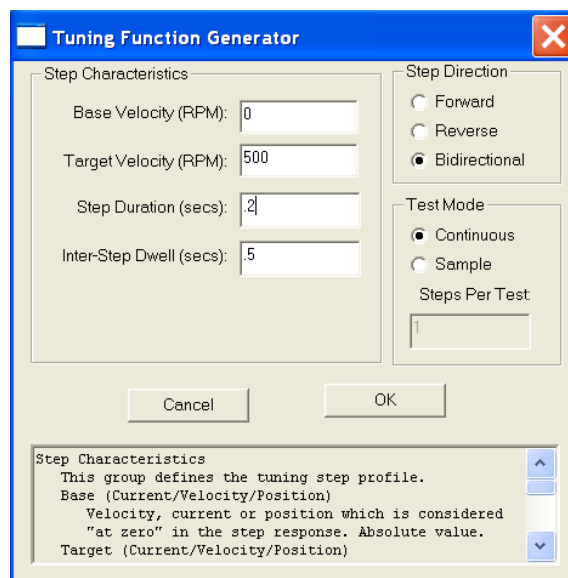 Tuning Function Generator
Step Characteristics
Base Velocity (RPM): 0
Target Velocity (RPM): 500
Step Duration (secs): .2
Inter-Step Dwell (secs): .5
Step Direction
Forward
Reverse
Bidirectional
Test Mode
Continuous
Sample
Steps Per Test:
1
Cancel
OK
Step Characteristics
This group defines the tuning step profile.
Base (Current/Velocity/Position)
Velocity, current or position which is considered
"at zero" in the step response. Absolute value.
Target (Current/Velocity/Position)